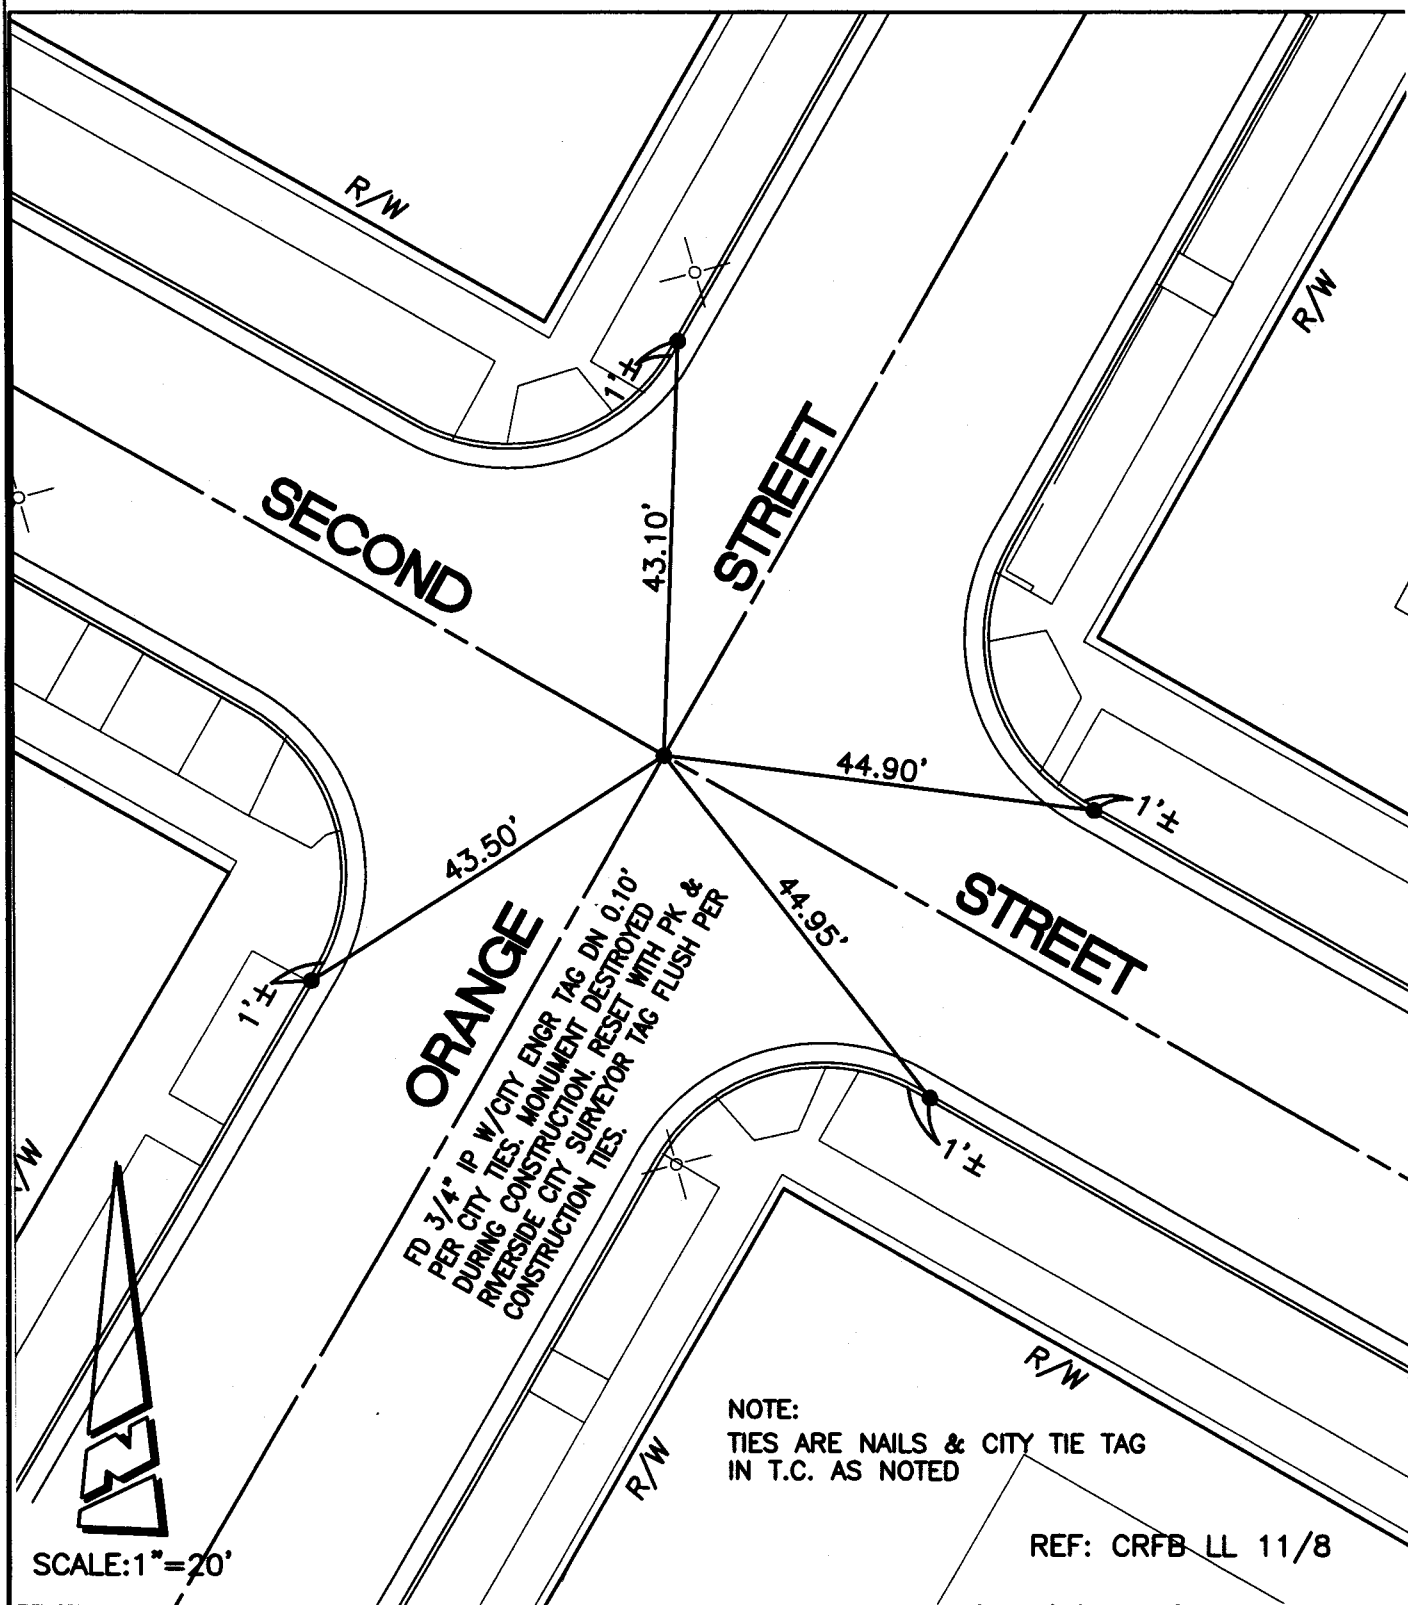 R/W
R/W
1'±
SECOND
STREET
43.10'
44.90'
1'±
43.50'
44.95'
STREET
ORANGE
1'±
1'±
FD 3/4" IP W/CITY ENGR TAG DN 0.10'
PER CITY TIES. MONUMENT DESTROYED
DURING CONSTRUCTION. RESET WITH PK &
RIVERSIDE CITY SURVEYOR TAG FLUSH PER
CONSTRUCTION TIES.
/W
R/W
R/W
NOTE:
TIES ARE NAILS & CITY TIE TAG
IN T.C. AS NOTED
N
SCALE:1"=20'
REF: CRFB LL 11/8